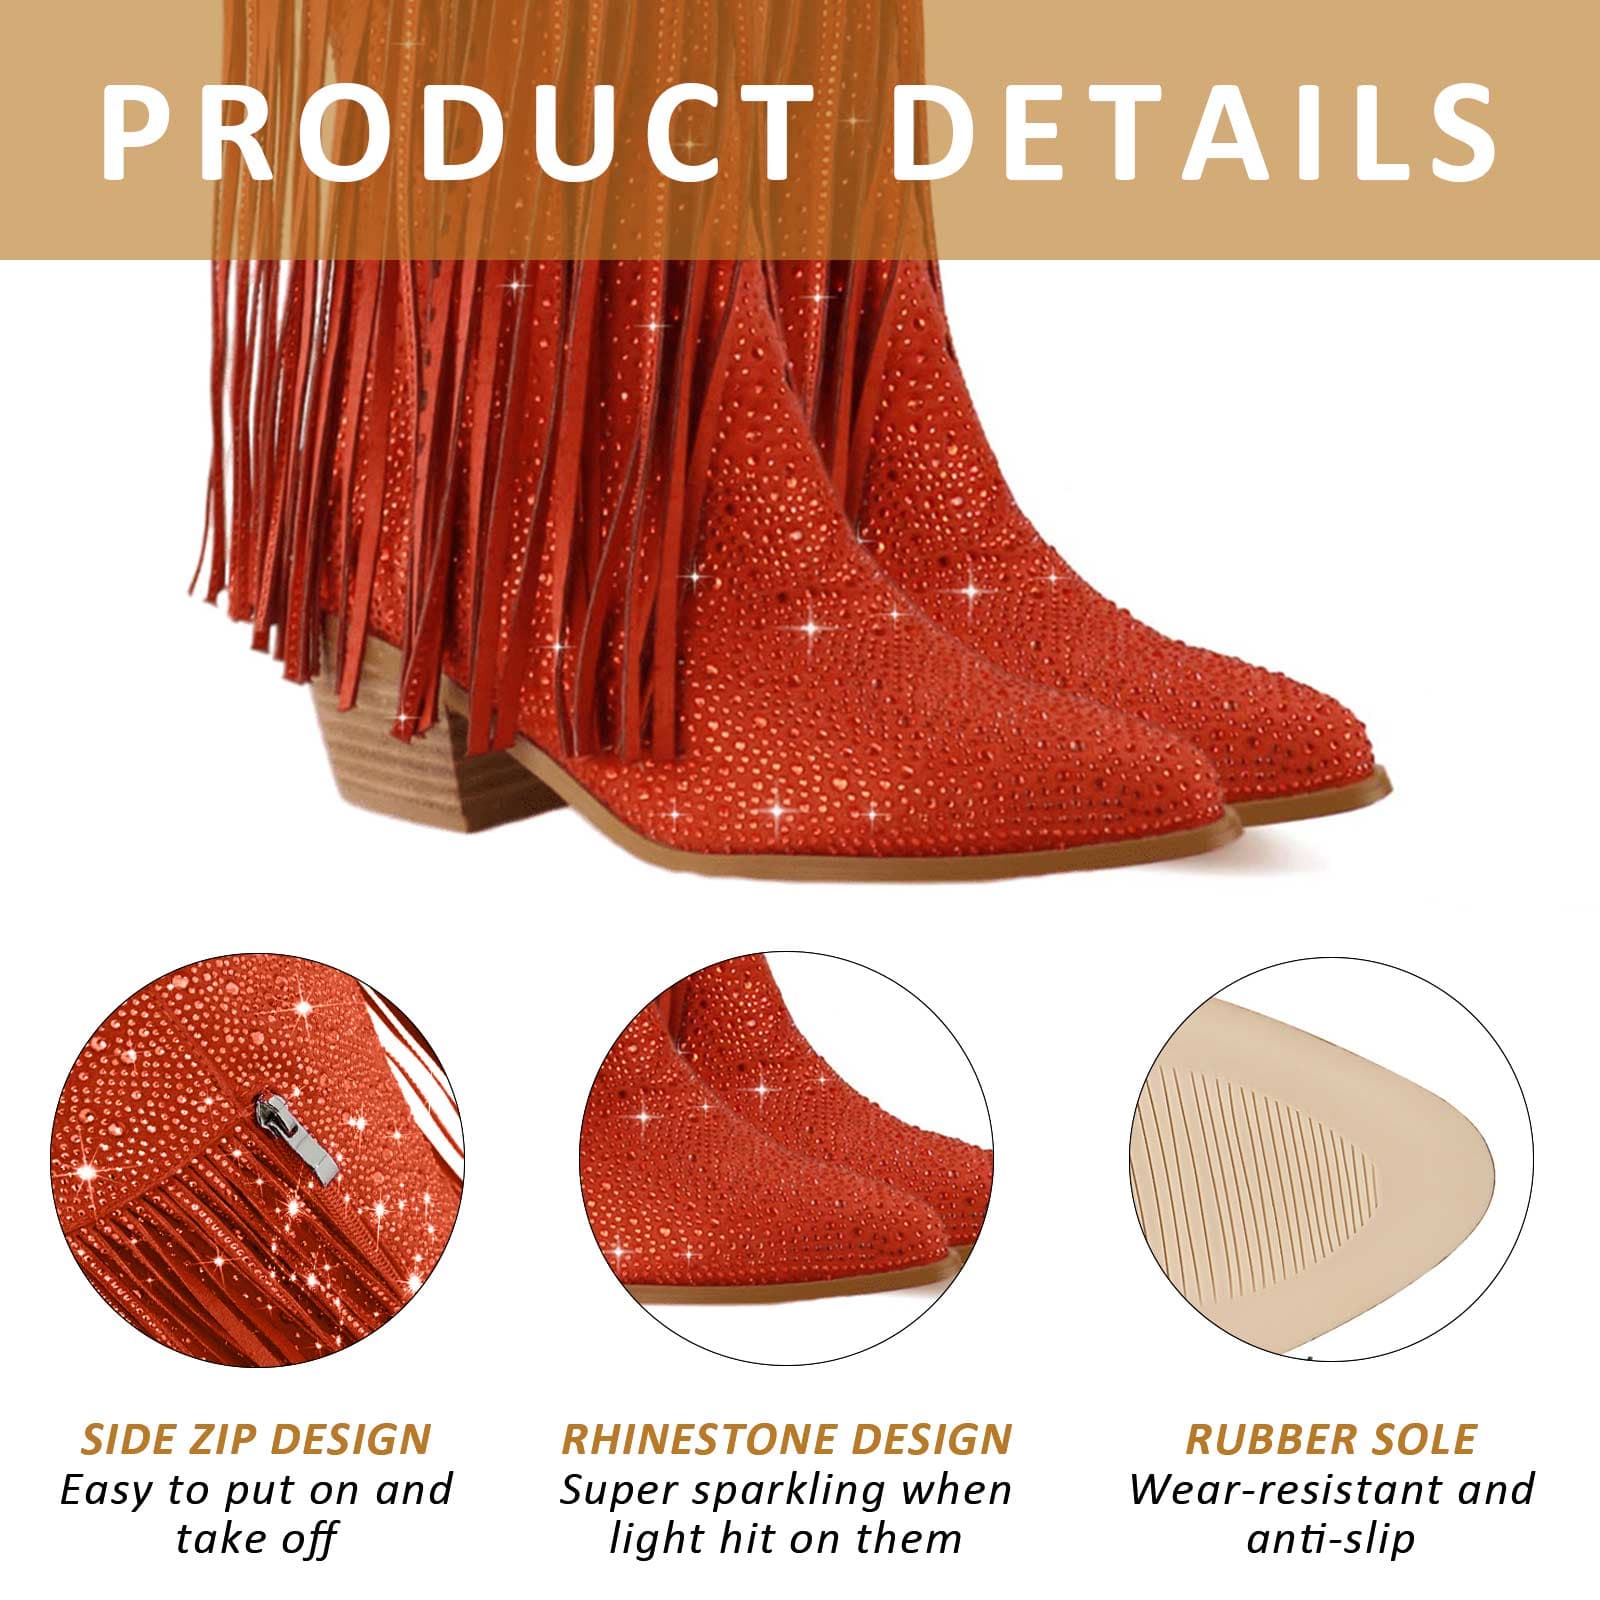 PRODUCT DETAILS
SIDE ZIP DESIGN
Easy to put on and
take off
RHINESTONE DESIGN
Super sparkling when
light hit on them
RUBBER SOLE
Wear-resistant and
anti-slip